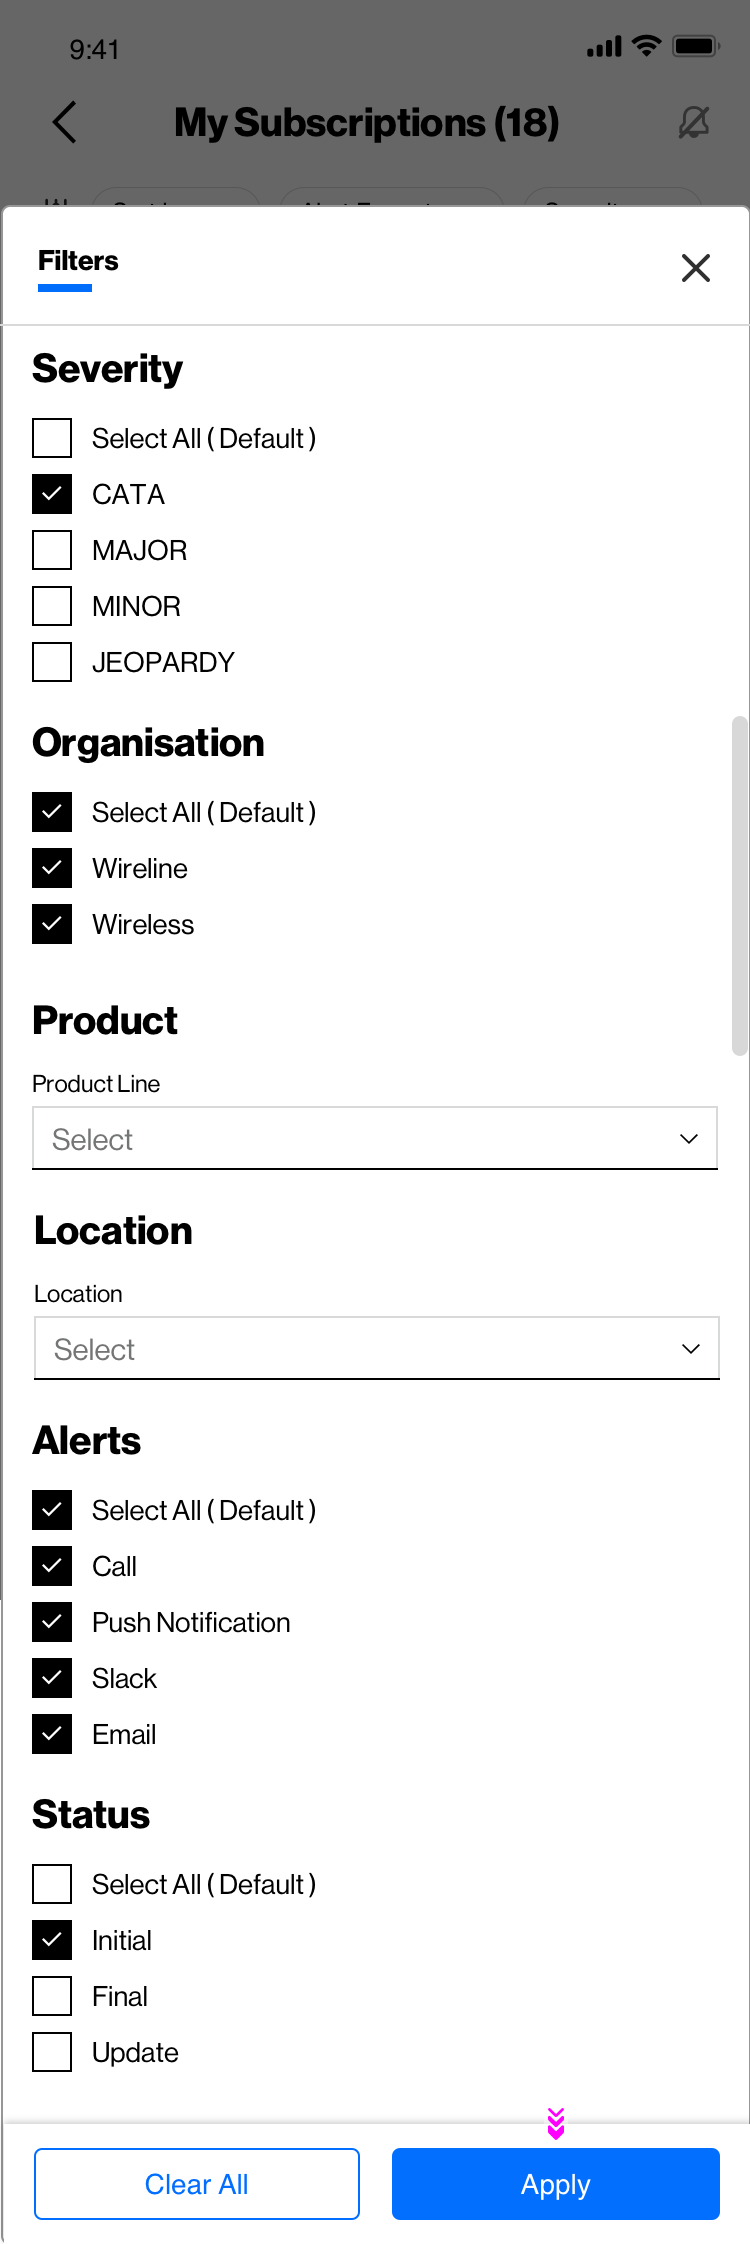 9:41
My Subscriptions (18)
Filters
Severity
Select All ( Default )
CATA
MAJOR
MINOR
JEOPARDY
Organisation
Select All ( Default )
Wireline
Wireless
Product
Product Line
Select
Location
Location
Select
Alerts
Select All ( Default )
Call
Push Notification
Slack
Email
Status
Select All ( Default )
Initial
Final
Update
Clear All
Apply